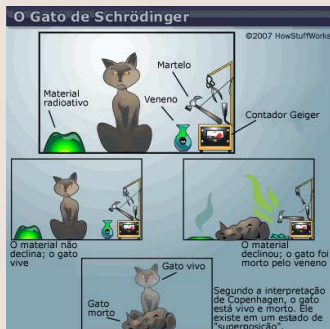 O Gato de Schrödinger
©2007 HowStuffWorks
Martelo
Material
radioativo
Veneno
Contador Geiger
O material não
declina; o gato
vive
O material
declinou; o gato foi
morto pelo veneno
Gato vivo
Gato
morto
Segundo a interpretação
de Copenhagen, o gato
está vivo e morto. Ele
existe em um estado de
"superposição".